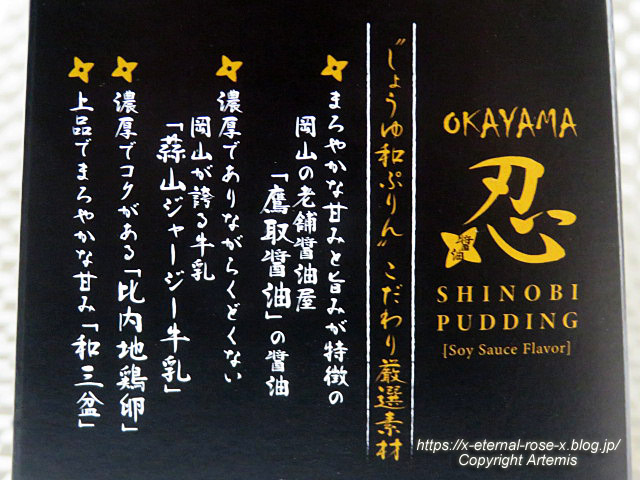 OKAYAMA
忍
醤油
SHINOBI
PUDDING
[Soy Sauce Flavor]
"じょうゆ和ぷりん"こだわり厳選素材
まろやかな甘みと旨みが特徴の
岡山の老舗醤油屋
「鷹取醤油」の醤油
濃厚でありながらくどくない
岡山が誇る牛乳
「蒜山ジャージー牛乳」
濃厚でコクがある「比内地鶏卵」
上品でまろやかな甘み「和三盆」
https://x-eternal-rose-x.blog.jp/
Copyright Artemis